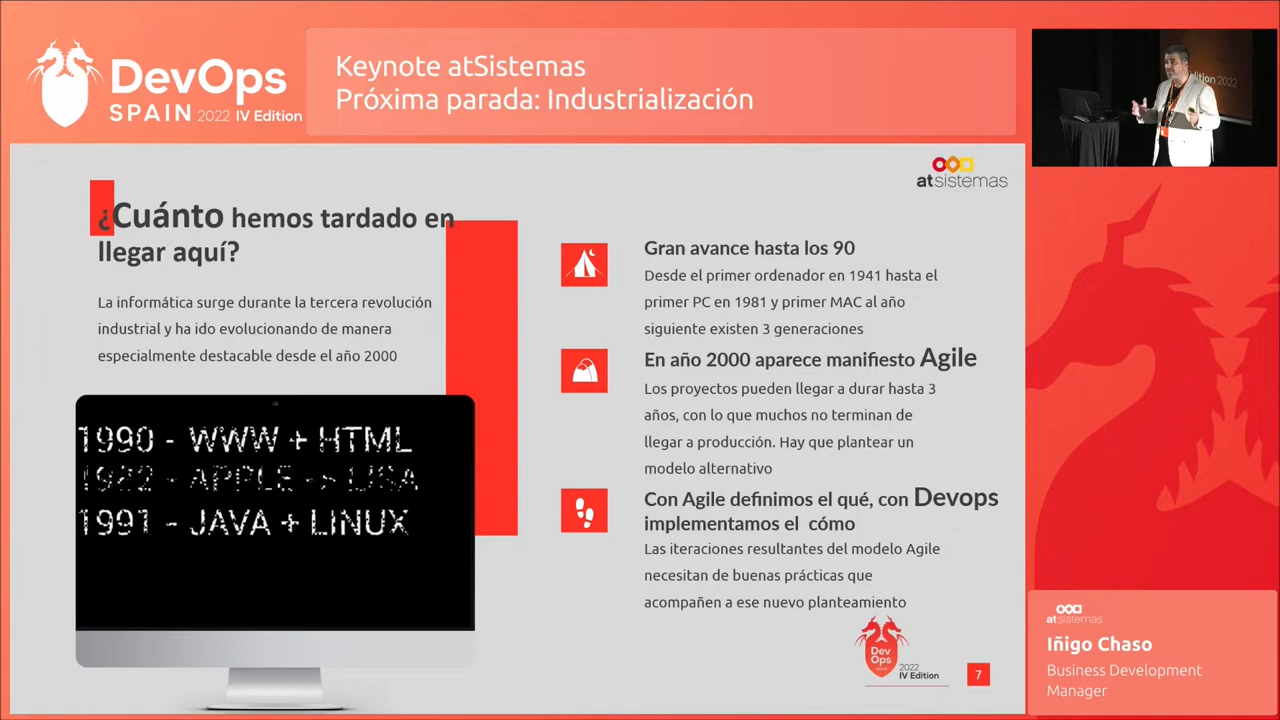 DevOps
SPAIN 2022 IV Edition
Keynote atSistemas
Próxima parada: Industrialización
atsistemas
¿Cuánto hemos tardado en
llegar aquí?
La informática surge durante la tercera revolución
industrial y ha ido evolucionando de manera
especialmente destacable desde el año 2000
1990 - WWW + HTML
APPLE -> LISA
1991 - JAVA + LINUX
Gran avance hasta los 90
Desde el primer ordenador en 1941 hasta el
primer PC en 1981 y primer MAC al año
siguiente existen 3 generaciones
En año 2000 aparece manifiesto Agile
Los proyectos pueden llegar a durar hasta 3
años, con lo que muchos no terminan de
llegar a producción. Hay que plantear un
modelo alternativo
Con Agile definimos el qué, con Devops
implementamos el cómo
Las iteraciones resultantes del modelo Agile
necesitan de buenas prácticas que
acompañen a ese nuevo planteamiento
Dev
Ops
2022
IV Edition
7
edition 2022
atsistemas
Iñigo Chaso
Business Development
Manager